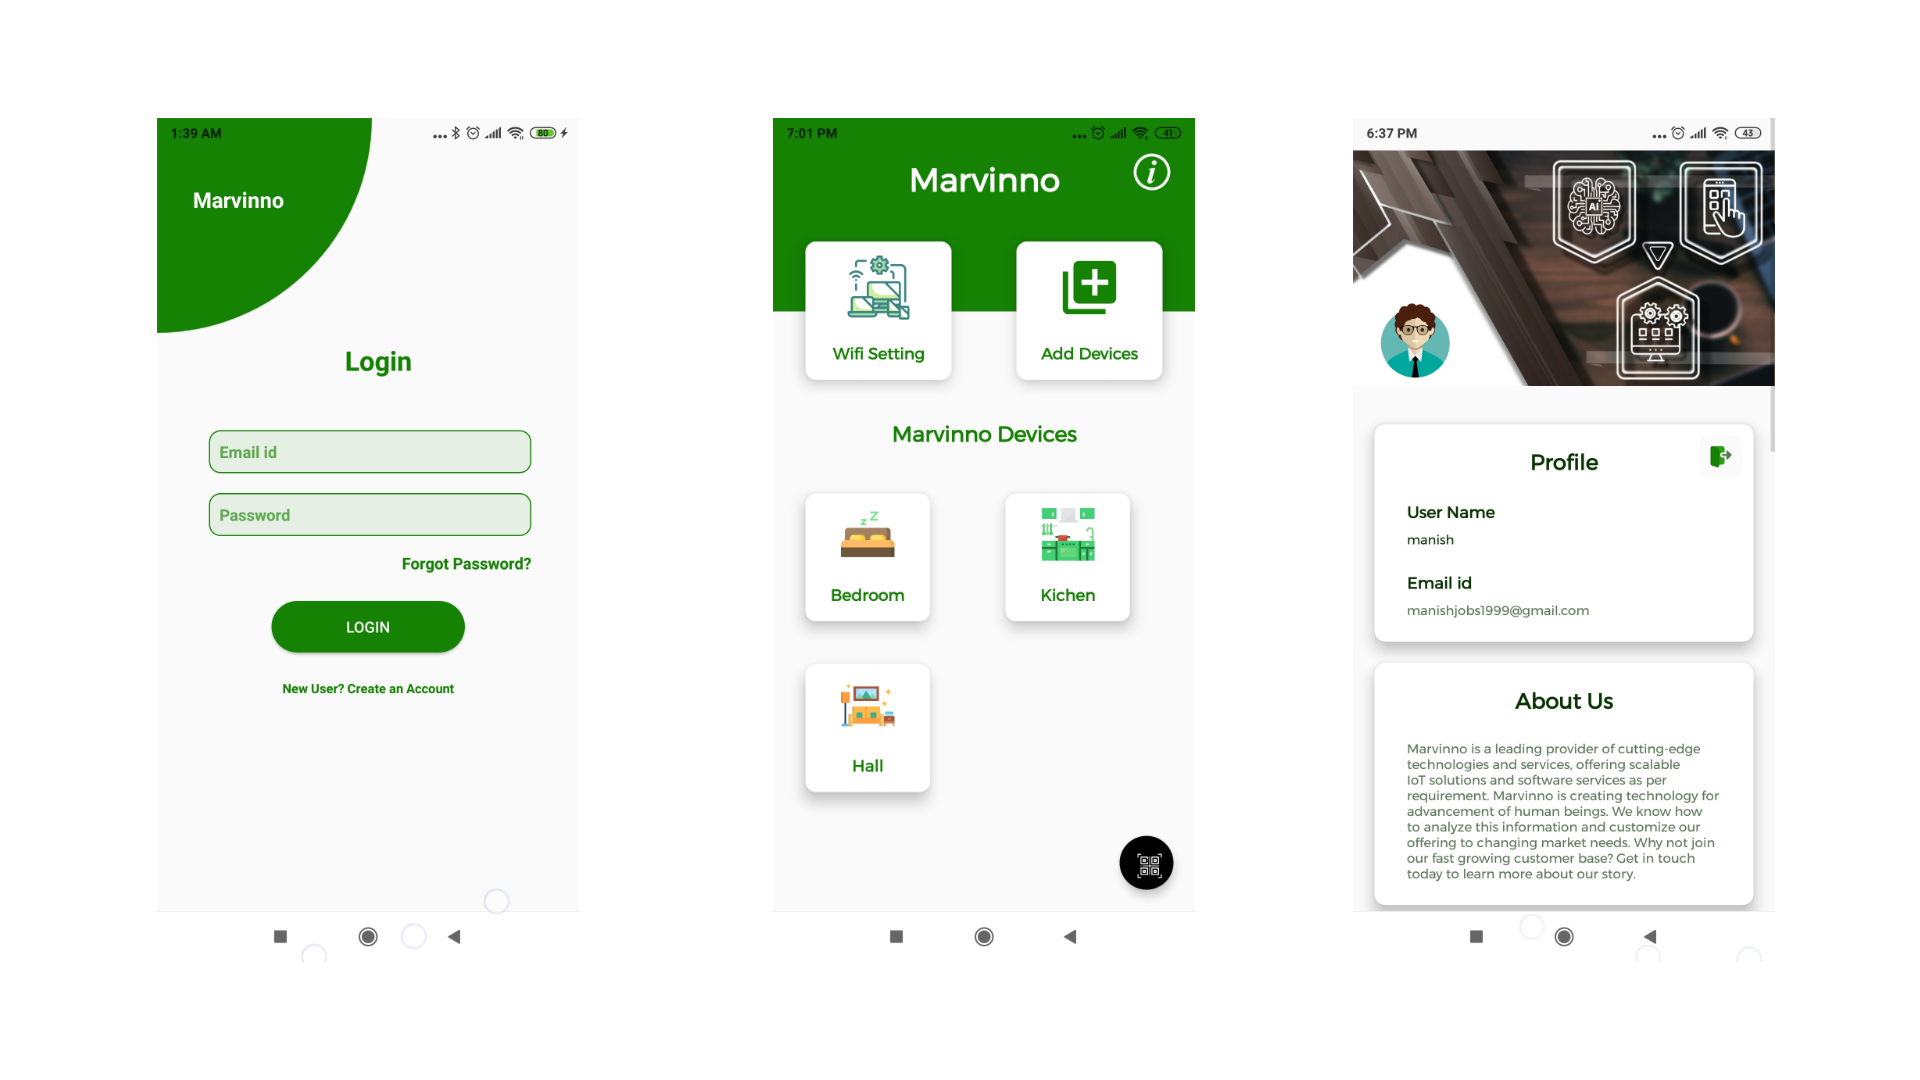 1:39 AM
80
Marvinno
Login
Email id
Password
Forgot Password?
LOGIN
New User? Create an Account
7:01 PM
41
Marvinno
i
Wifi Setting
Add Devices
Marvinno Devices
z Z
Bedroom
Kichen
Hall
6:37 PM
43
AI
Profile
User Name
manish
Email id
manishjobs1999@gmail.com
About Us
Marvinno is a leading provider of cutting-edge
technologies and services, offering scalable
IoT solutions and software services as per
requirement. Marvinno is creating technology for
advancement of human beings. We know how
to analyze this information and customize our
offering to changing market needs. Why not join
our fast growing customer base? Get in touch
today to learn more about our story.